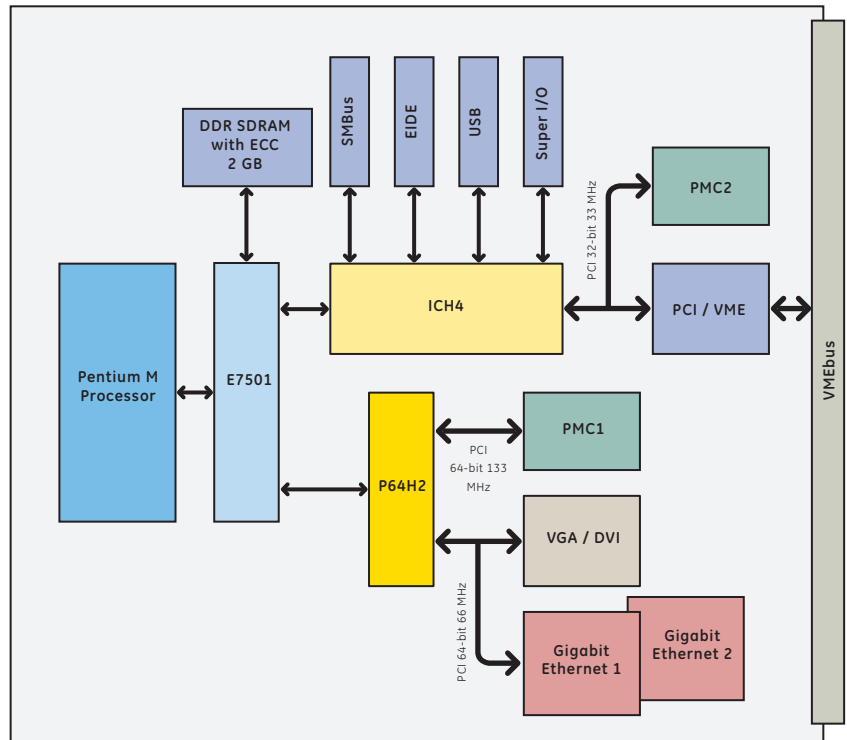 DDR SDRAM
with ECC
2 GB
SMBus
EIDE
USB
Super I/O
PCI 32-bit 33 MHz
PMC2
Pentium M
Processor
E7501
ICH4
PCI / VME
VMEbus
P64H2
PCI
64-bit 133
MHz
PMC1
VGA / DVI
PCI 64-bit 66 MHz
Gigabit
Ethernet 1
Gigabit
Ethernet 2